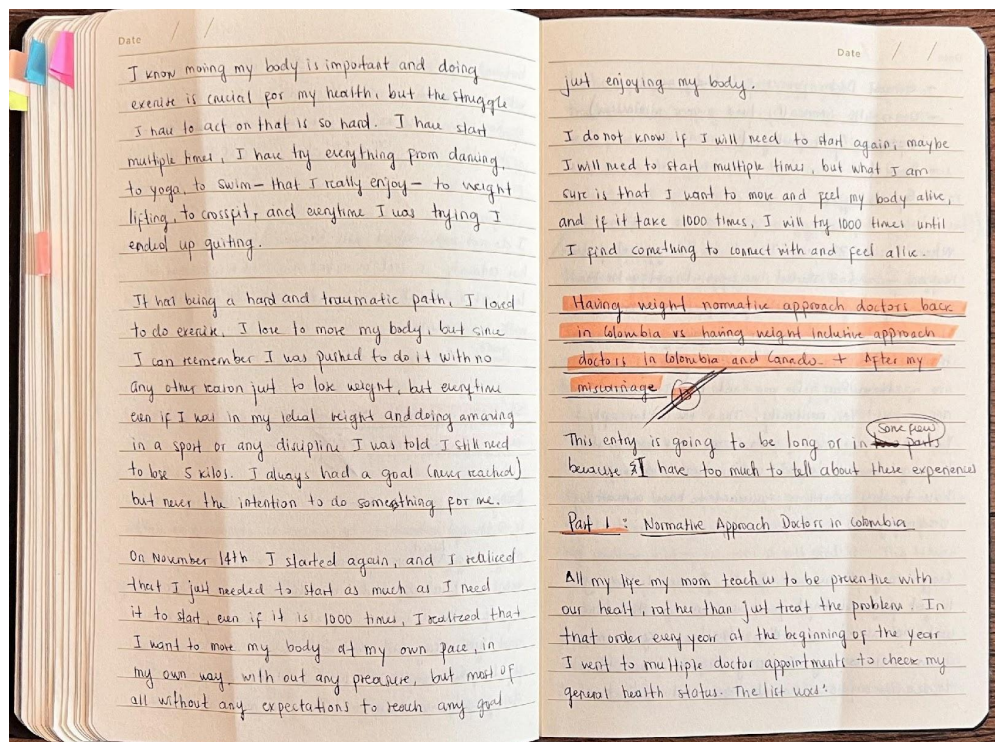 Date / /
I know moving my body is important and doing
exercise is crucial for my health, but the struggle
I have to act on that is so hard. I have start
multiple times, I have try everything from dancing,
to yoga, to swim – that I really enjoy – to weight
lifting, to crossfit, and everytime I was trying I
ended up quiting.
It has being a hard and traumatic path, I loved
to do exercise, I love to move my body, but since
I can remember I was pushed to do it with no
any other reason just to lose weight, but everytime
even if I was in my ideal weight and doing amazing
in a sport or any discipline I was told I still need
to lose 5 kilos. I always had a goal (never reached)
but never the intention to do something for me.
On November 14th I started again, and I realized
that I just needed to start as much as I need
it to start, even if it is 1000 times, I realized that
I want to move my body at my own pace, in
my own way, with out any preasure, but most of
all without any expectations to reach any goal
Date / /
just enjoying my body.
I do not know if I will need to start again, maybe
I will need to start multiple times, but what I am
sure is that I want to move and feel my body alive,
and if it take 1000 times, I will try 1000 times until
I find something to connect with and feel alive.
Having weight normative approach doctors back
in Colombia vs having weight inclusive approach
doctors in Colombia and Canada. + After my
miscarriage
This entry is going to be long or in some few parts
because I have too much to tell about these experiences
Part 1 : Normative Approach Doctors in Colombia
All my life my mom teach us to be preventive with
our healt, rather than just treat the problem. In
that order every year at the beginning of the year
I went to multiple doctor appointments to check my
general health status. The list was: